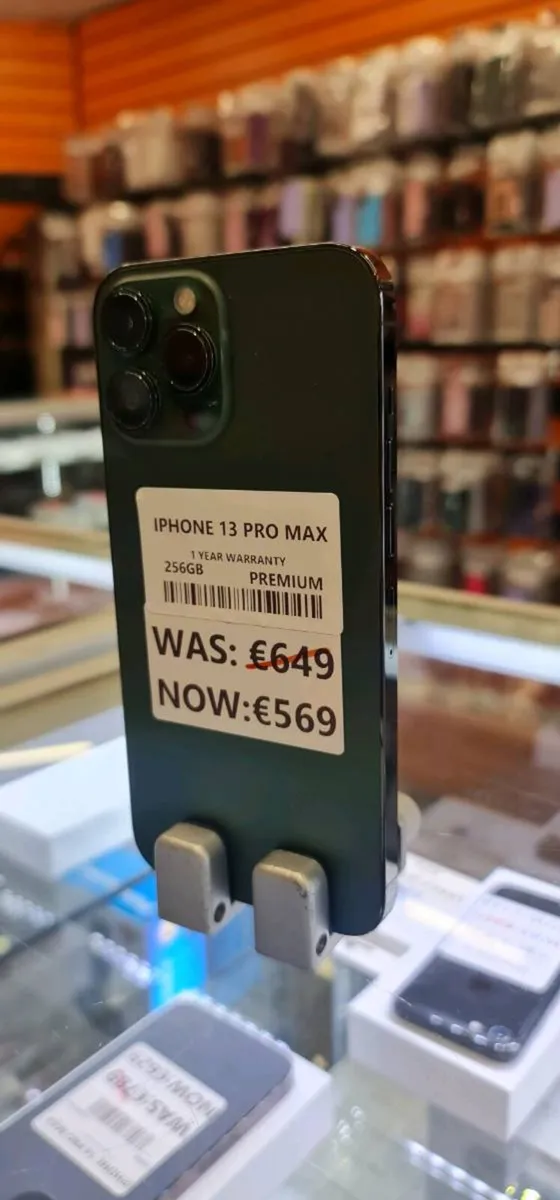 IPHONE 13 PRO MAX
1 YEAR WARRANTY
256GB PREMIUM
WAS: €649
NOW:€569